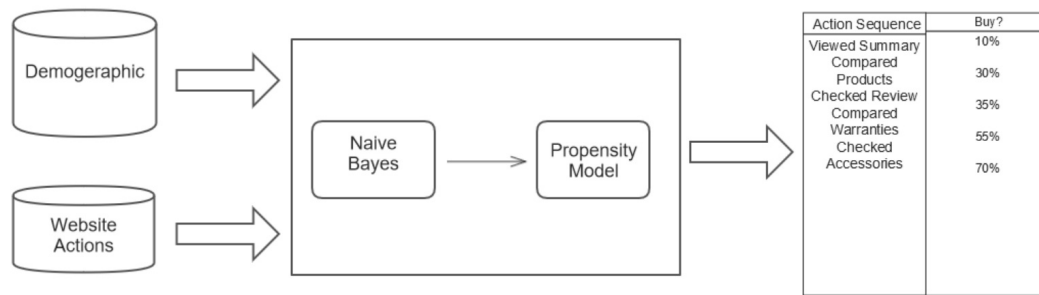 Demogeraphic
Website
Actions
Naive
Bayes
Propensity
Model
Action Sequence
Buy?
Viewed Summary
10%
Compared
Products
30%
Checked Review
35%
Compared
Warranties
55%
Checked
Accessories
70%